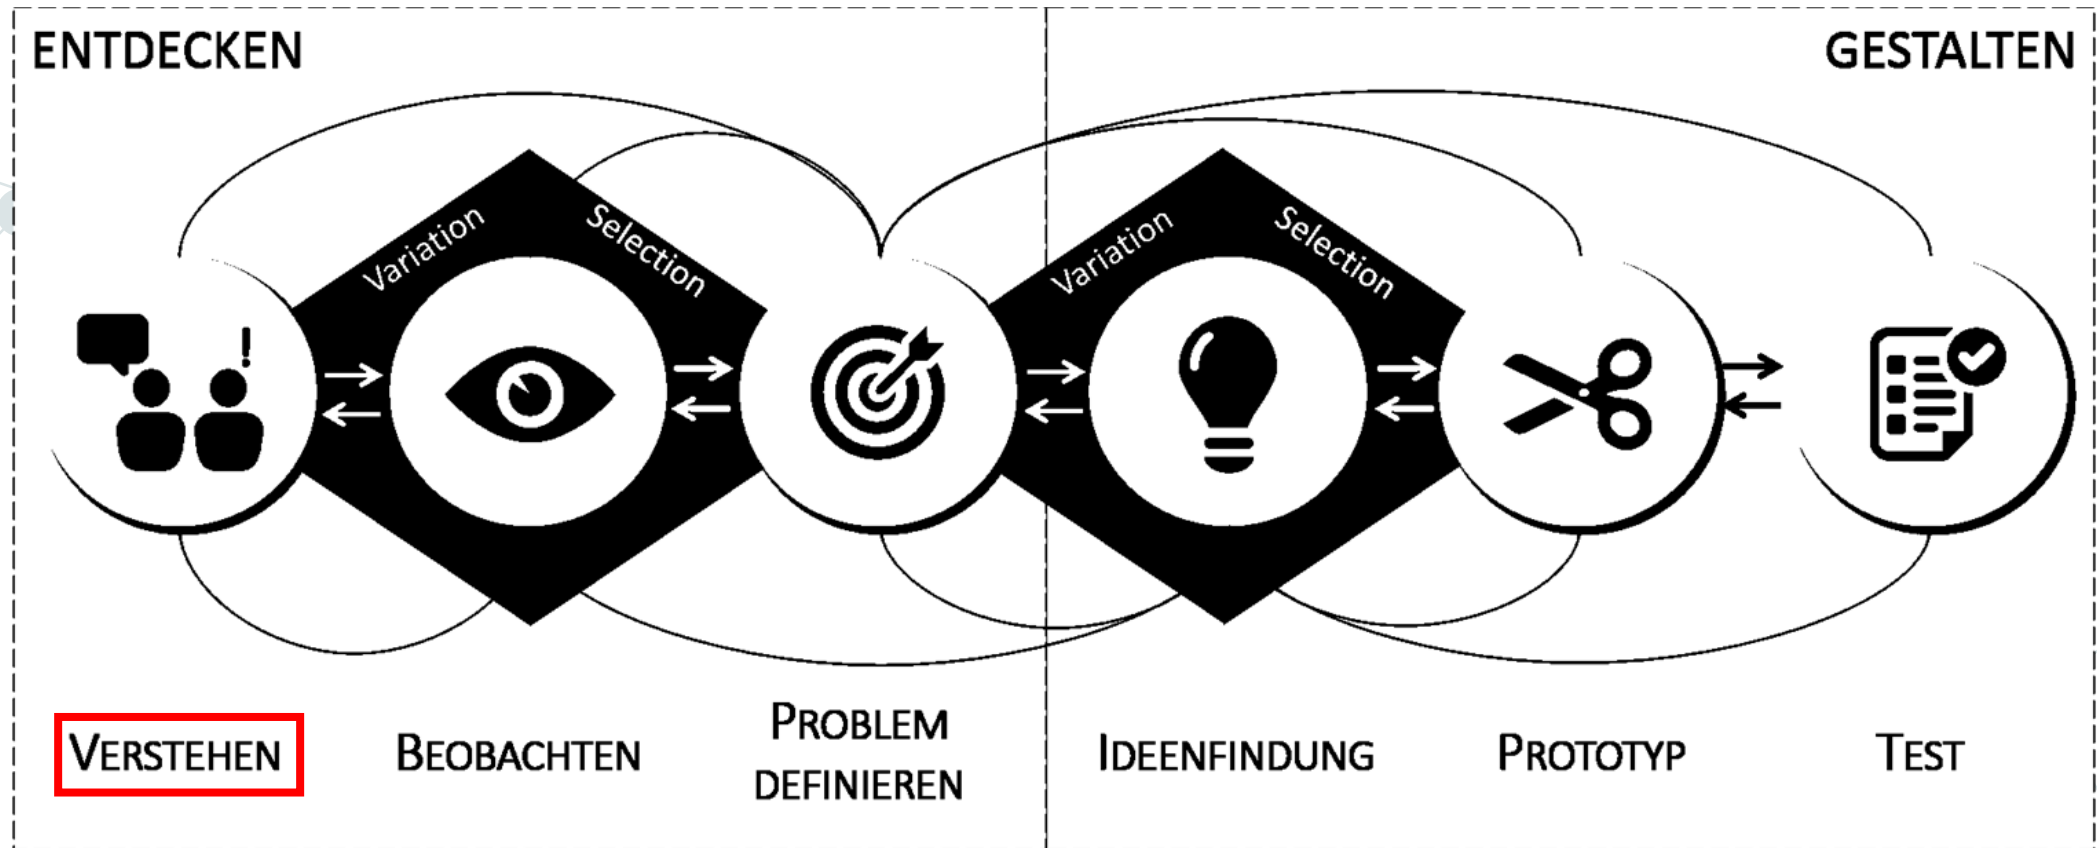 ENTDECKEN
GESTALTEN
Variation
Selection
Variation
Selection
!
VERSTEHEN
BEOBACHTEN
PROBLEM
DEFINIEREN
IDEENFINDUNG
PROTOTYP
TEST